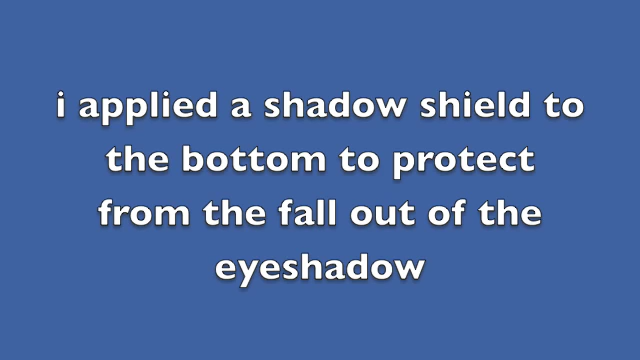 i applied a shadow shield to
the bottom to protect
from the fall out of the
eyeshadow